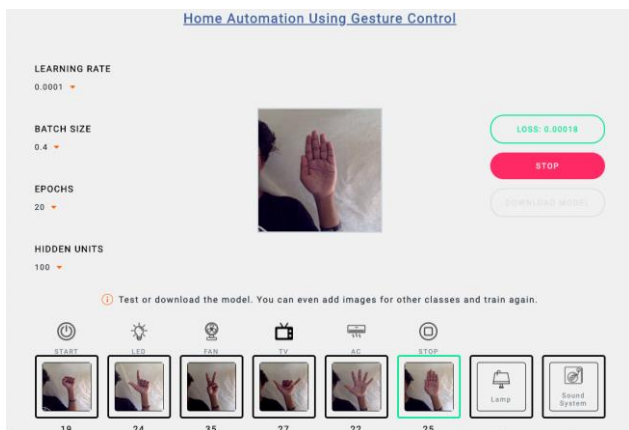 Home Automation Using Gesture Control
LEARNING RATE
0.0001
BATCH SIZE
0.4
EPOCHS
20
HIDDEN UNITS
100
LOSS: 0.00018
STOP
DOWNLOAD MODEL
Test or download the model. You can even add images for other classes and train again.
START
LED
FAN
TV
AC
STOP
Lamp
Sound
System
19
24
35
27
22
25